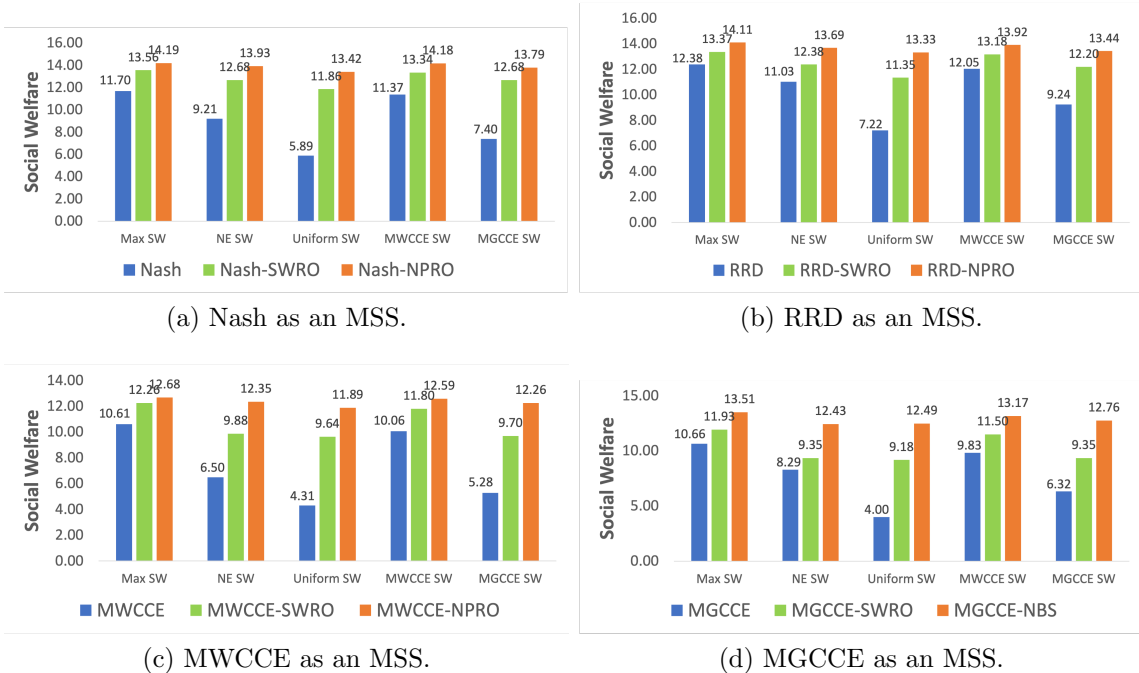 Social Welfare
16.00
14.00
12.00
10.00
8.00
6.00
4.00
2.00
0.00
11.70 13.56 14.19
9.21 12.68 13.93
5.89 11.86 13.42
11.37 13.34 14.18
7.40 12.68 13.79
Max SW NE SW Uniform SW MWCCE SW MGCCE SW
Nash Nash-SWRO Nash-NPRO
(a) Nash as an MSS.
Social Welfare
16.00
14.00
12.00
10.00
8.00
6.00
4.00
2.00
0.00
12.38 13.37 14.11
11.03 12.38 13.69
7.22 11.35 13.33
12.05 13.18 13.92
9.24 12.20 13.44
Max SW NE SW Uniform SW MWCCE SW MGCCE SW
RRD RRD-SWRO RRD-NPRO
(b) RRD as an MSS.
Social Welfare
14.00
12.00
10.00
8.00
6.00
4.00
2.00
0.00
10.61 12.26 12.68
6.50 9.88 12.35
4.31 9.64 11.89
10.06 11.80 12.59
5.28 9.70 12.26
Max SW NE SW Uniform SW MWCCE SW MGCCE SW
MWCCE MWCCE-SWRO MWCCE-NPRO
(c) MWCCE as an MSS.
Social Welfare
15.00
10.00
5.00
0.00
10.66 11.93 13.51
8.29 9.35 12.43
4.00 9.18 12.49
9.83 11.50 13.17
6.32 9.35 12.76
Max SW NE SW Uniform SW MWCCE SW MGCCE SW
MGCCE MGCCE-SWRO MGCCE-NBS
(d) MGCCE as an MSS.